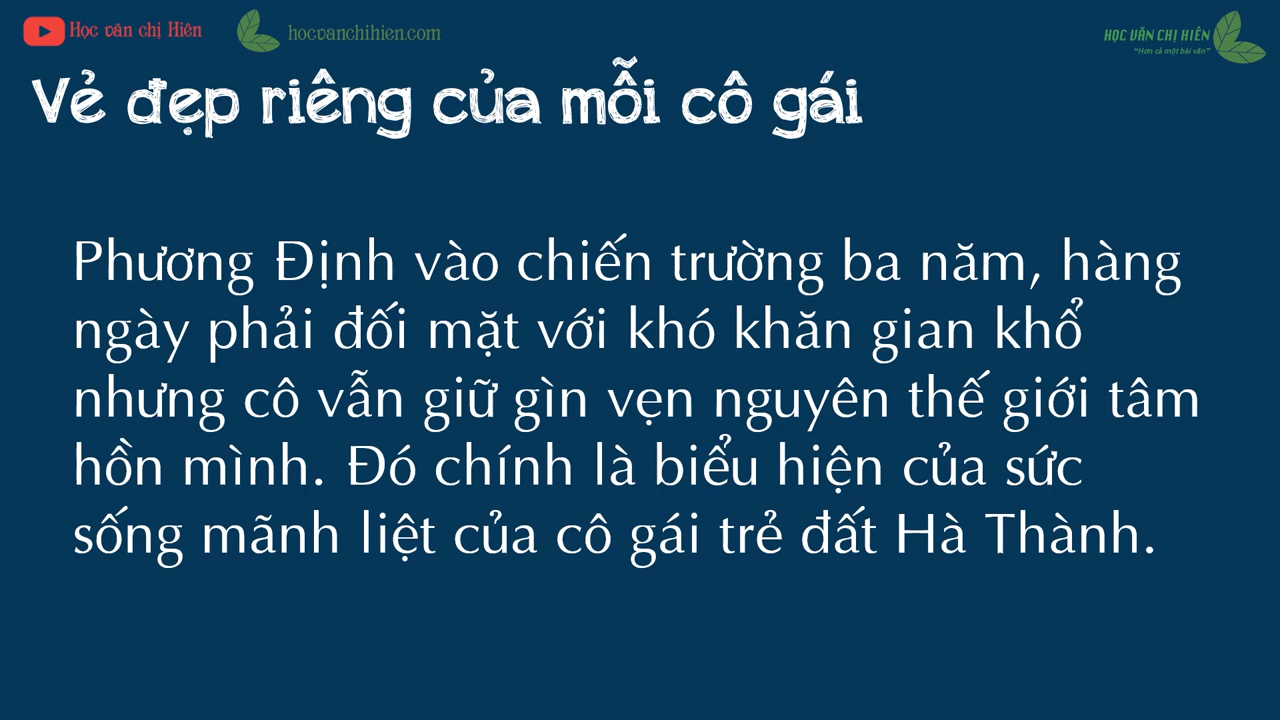 Học văn chị Hiên
hocvanchihien.com
HỌC VĂN CHỊ HIÊN
"Hơn cả một bài văn"
Vẻ đẹp riêng của mỗi cô gái
Phương Định vào chiến trường ba năm, hàng
ngày phải đối mặt với khó khăn gian khổ
nhưng cô vẫn giữ gìn vẹn nguyên thế giới tâm
hồn mình. Đó chính là biểu hiện của sức
sống mãnh liệt của cô gái trẻ đất Hà Thành.